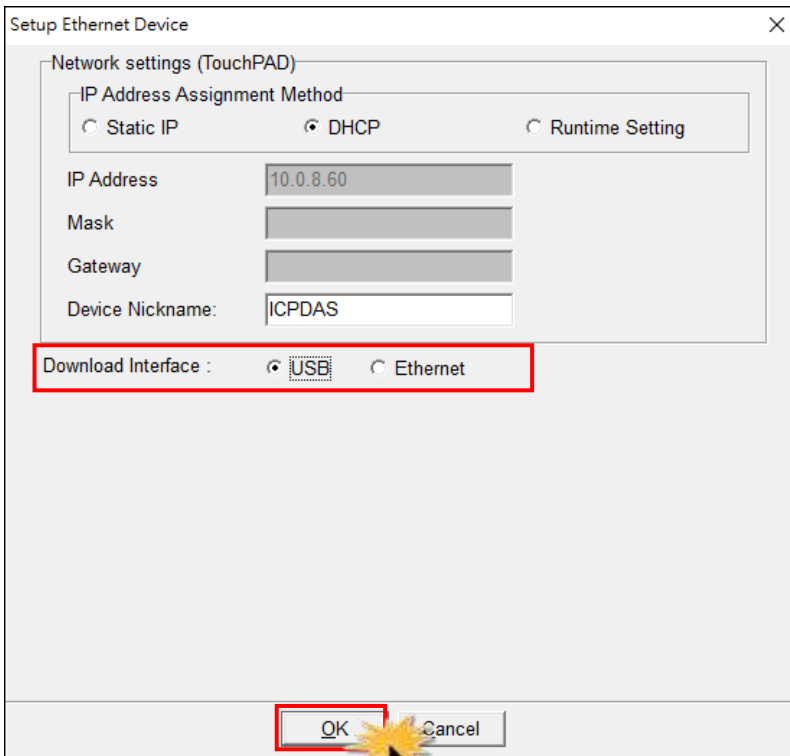 Setup Ethernet Device
Network settings (TouchPAD)
IP Address Assignment Method
Static IP DHCP Runtime Setting
IP Address 10.0.8.60
Mask
Gateway
Device Nickname: ICPDAS
Download Interface : USB Ethernet
OK Cancel